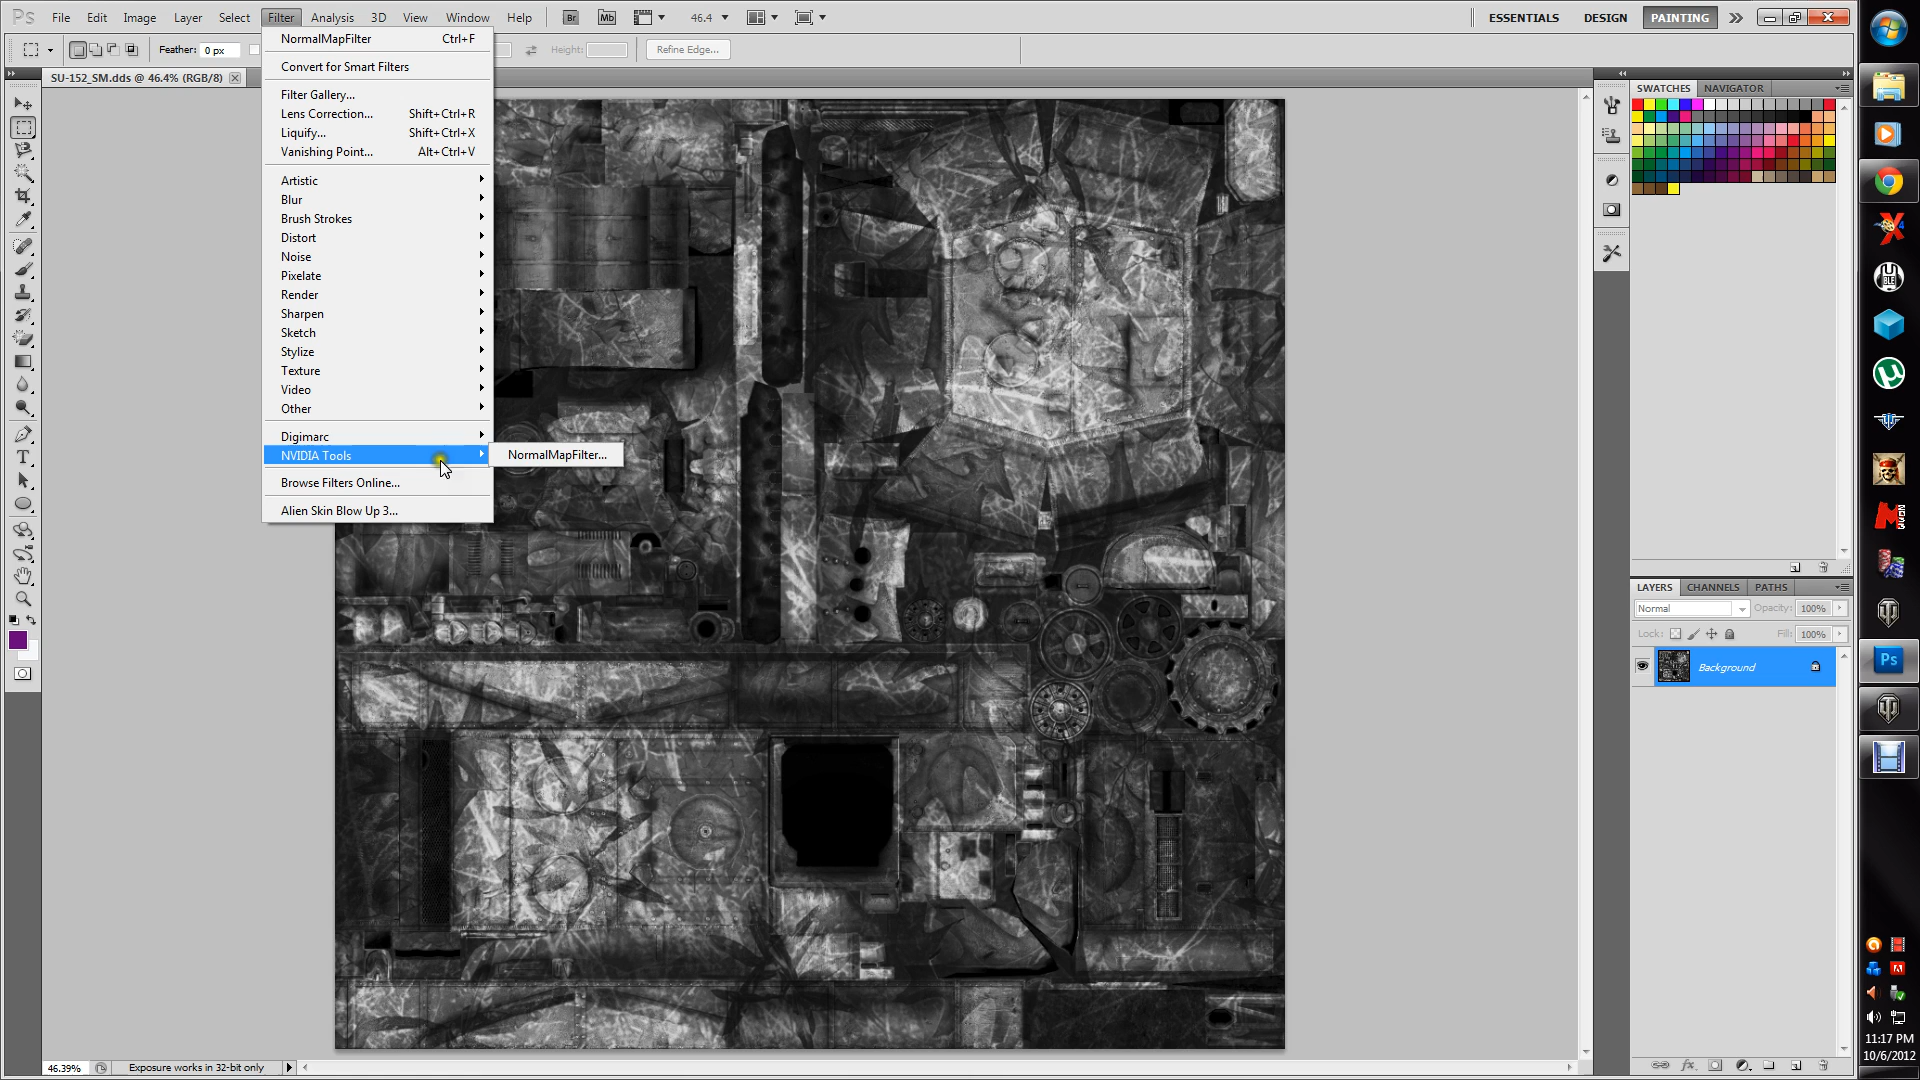 Ps File Edit Image Layer Select Filter Analysis 3D View Window Help Br Mb 46.4 ESSENTIALS DESIGN PAINTING
Feather: 0 px Height: Refine Edge...
SU-152_SM.dds @ 46.4% (RGB/8)
NormalMapFilter Ctrl+F
Convert for Smart Filters
Filter Gallery...
Lens Correction... Shift+Ctrl+R
Liquify... Shift+Ctrl+X
Vanishing Point... Alt+Ctrl+V
Artistic
Blur
Brush Strokes
Distort
Noise
Pixelate
Render
Sharpen
Sketch
Stylize
Texture
Video
Other
Digimarc
NVIDIA Tools
NormalMapFilter...
Browse Filters Online...
Alien Skin Blow Up 3...
SWATCHES NAVIGATOR
LAYERS CHANNELS PATHS
Normal Opacity: 100%
Lock: Fill: 100%
Background
Ps
46.39% Exposure works in 32-bit only
11:17 PM
10/6/2012